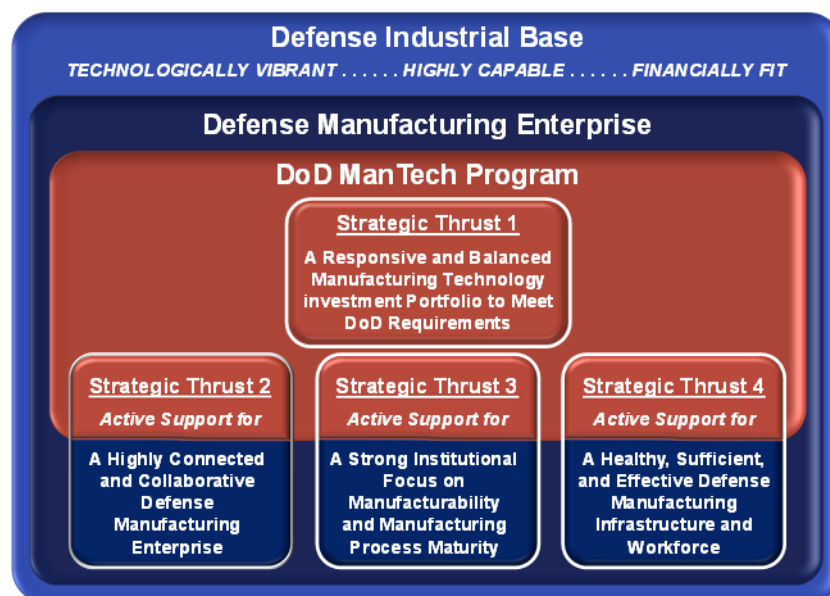 Defense Industrial Base
TECHNOLOGICALLY VIBRANT . . . . . . HIGHLY CAPABLE . . . . . . FINANCIALLY FIT
Defense Manufacturing Enterprise
DoD ManTech Program
Strategic Thrust 1
A Responsive and Balanced
Manufacturing Technology
investment Portfolio to Meet
DoD Requirements
Strategic Thrust 2
Active Support for
A Highly Connected
and Collaborative
Defense
Manufacturing
Enterprise
Strategic Thrust 3
Active Support for
A Strong Institutional
Focus on
Manufacturability
and Manufacturing
Process Maturity
Strategic Thrust 4
Active Support for
A Healthy, Sufficient,
and Effective Defense
Manufacturing
Infrastructure and
Workforce